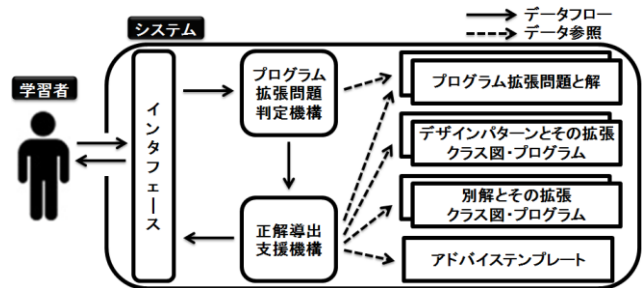 システム
データフロー
データ参照
学習者
インタフェース
プログラム
拡張問題
判定機構
正解導出
支援機構
プログラム拡張問題と解
デザインパターンとその拡張
クラス図・プログラム
別解とその拡張
クラス図・プログラム
アドバイステンプレート